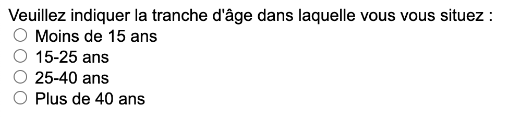 Veuillez indiquer la tranche d'âge dans laquelle vous vous situez :
Moins de 15 ans
15-25 ans
25-40 ans
Plus de 40 ans